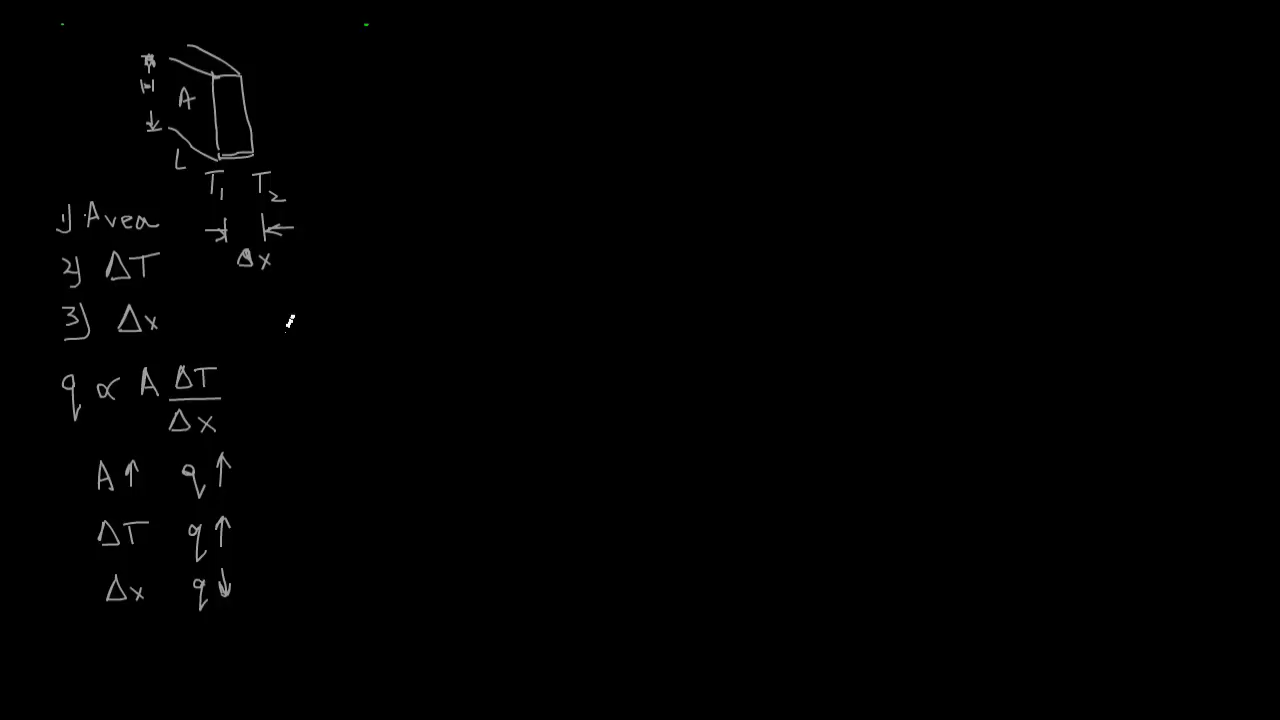 H
A
L
T1 T2
Δx
1) Area
2) ΔT
3) Δx
q ∝ A ΔT/Δx
A↑ q↑
ΔT q↑
Δx q↓